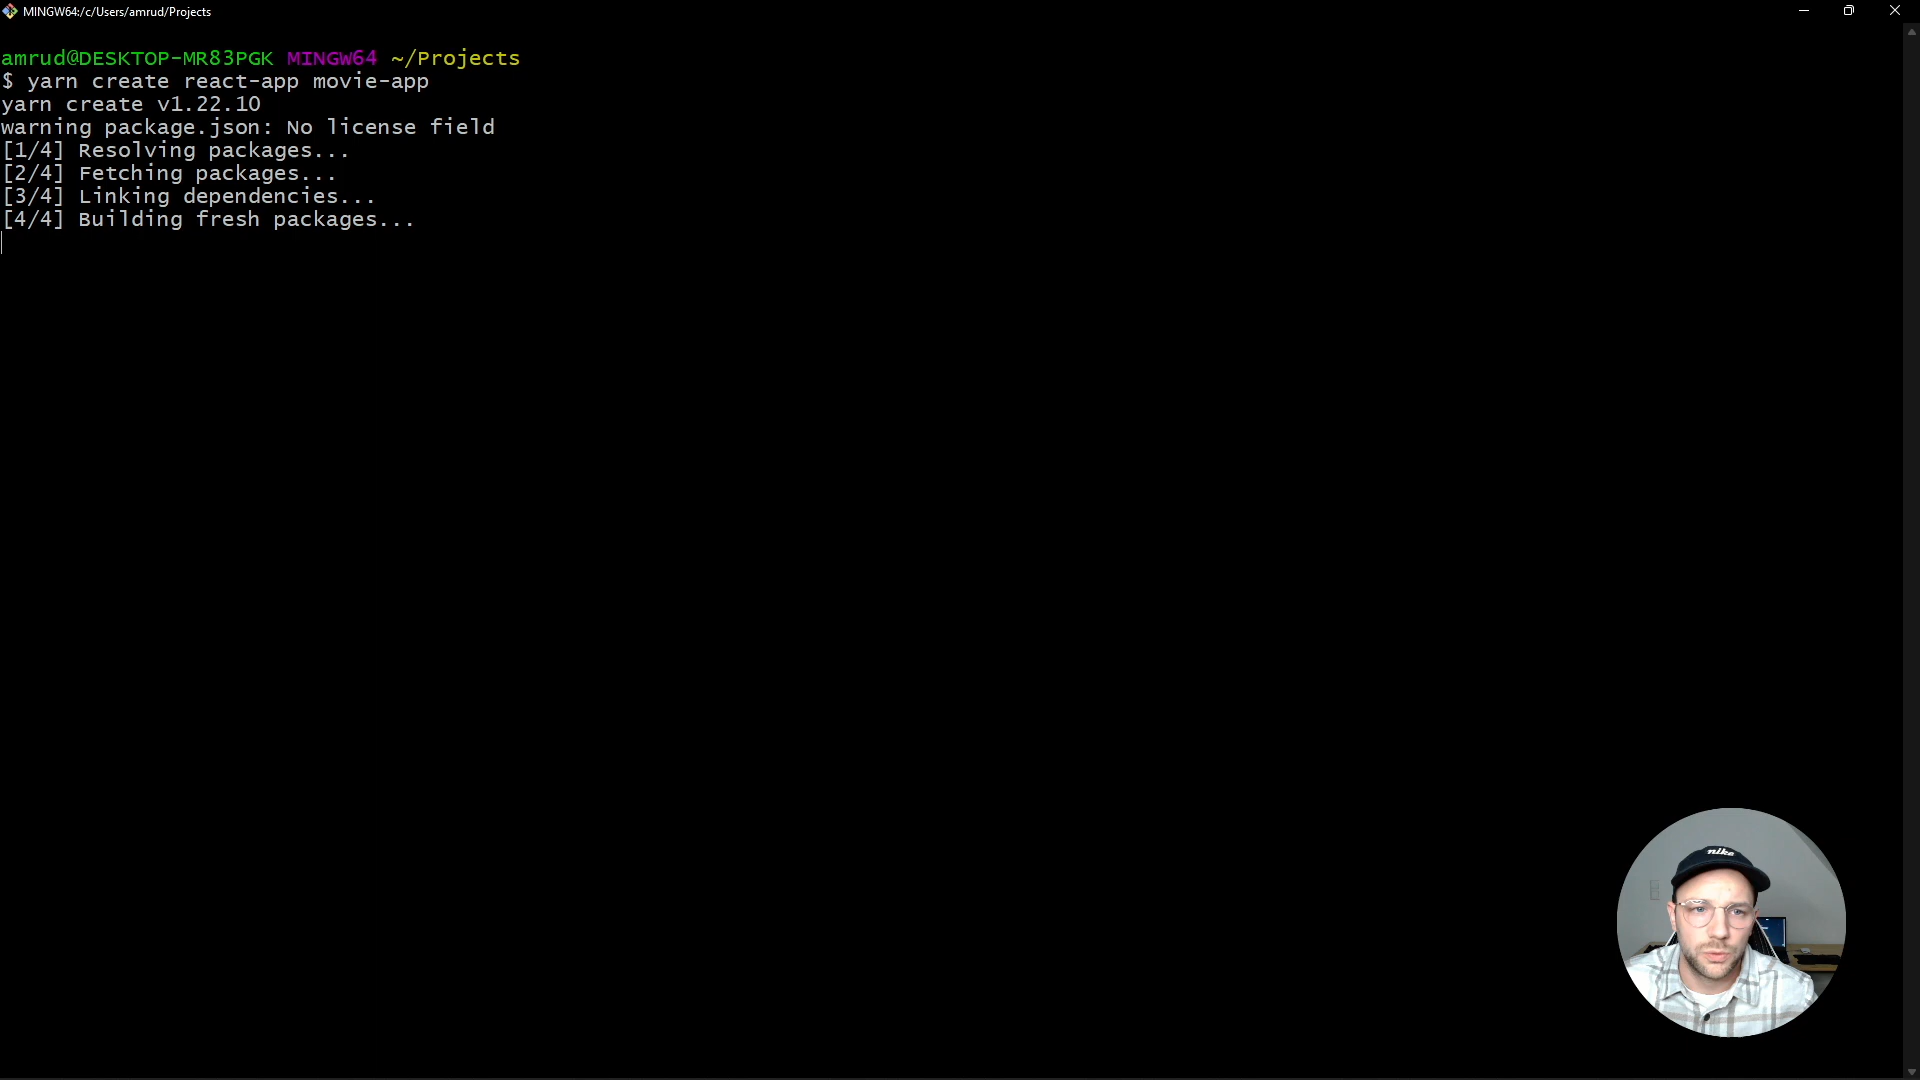 MINGW64:/c/Users/amrud/Projects
amrud@DESKTOP-MR83PGK MINGW64 ~/Projects
$ yarn create react-app movie-app
yarn create v1.22.10
warning package.json: No license field
[1/4] Resolving packages...
[2/4] Fetching packages...
[3/4] Linking dependencies...
[4/4] Building fresh packages...
nike